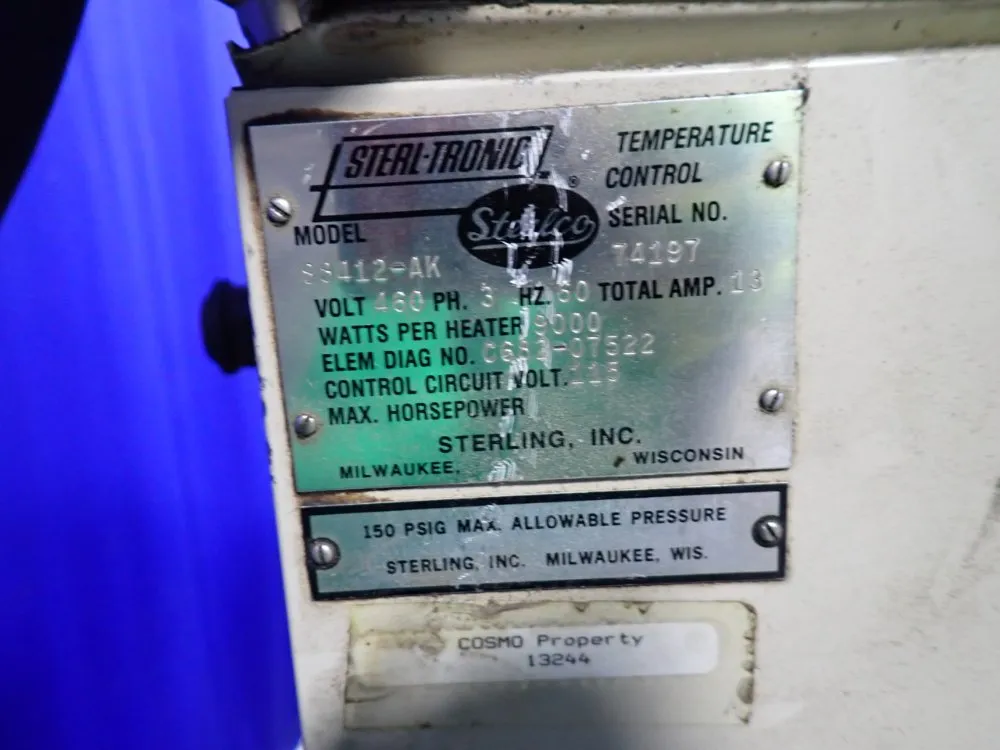 STERL-TRONIC
TEMPERATURE
CONTROL
Sterlco ®
MODEL
SERIAL NO.
74197
VOLT 460 PH. 3 HZ. 60 TOTAL AMP. 13
WATTS PER HEATER 9000
ELEM DIAG NO.
CONTROL CIRCUIT VOLT. 115
MAX. HORSEPOWER
STERLING, INC.
MILWAUKEE, WISCONSIN
150 PSIG MAX. ALLOWABLE PRESSURE
STERLING, INC. MILWAUKEE, WIS.
COSMO Property
13244